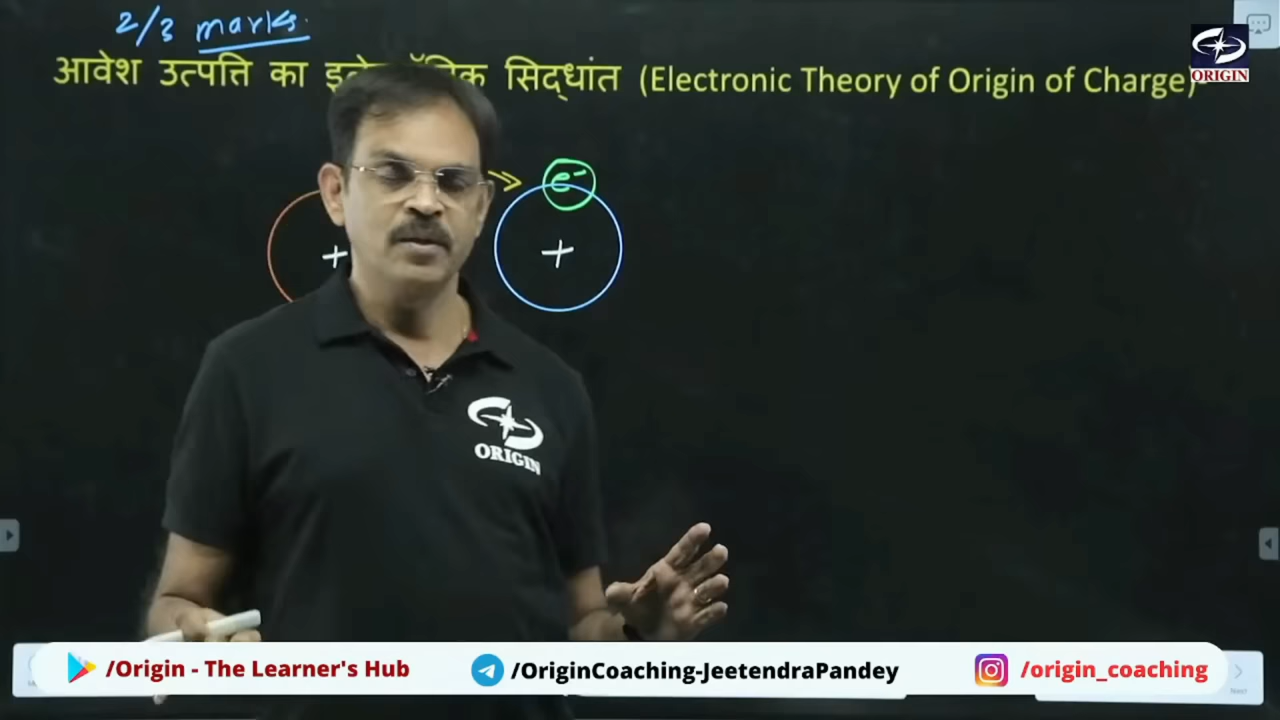 2/3 marks.
आवेश उत्पत्ति का सिद्धांत (Electronic Theory of Origin of Charge)
ORIGIN
e-
+ +
ORIGIN
/Origin - The Learner's Hub /OriginCoaching-JeetendraPandey /origin_coaching
Next